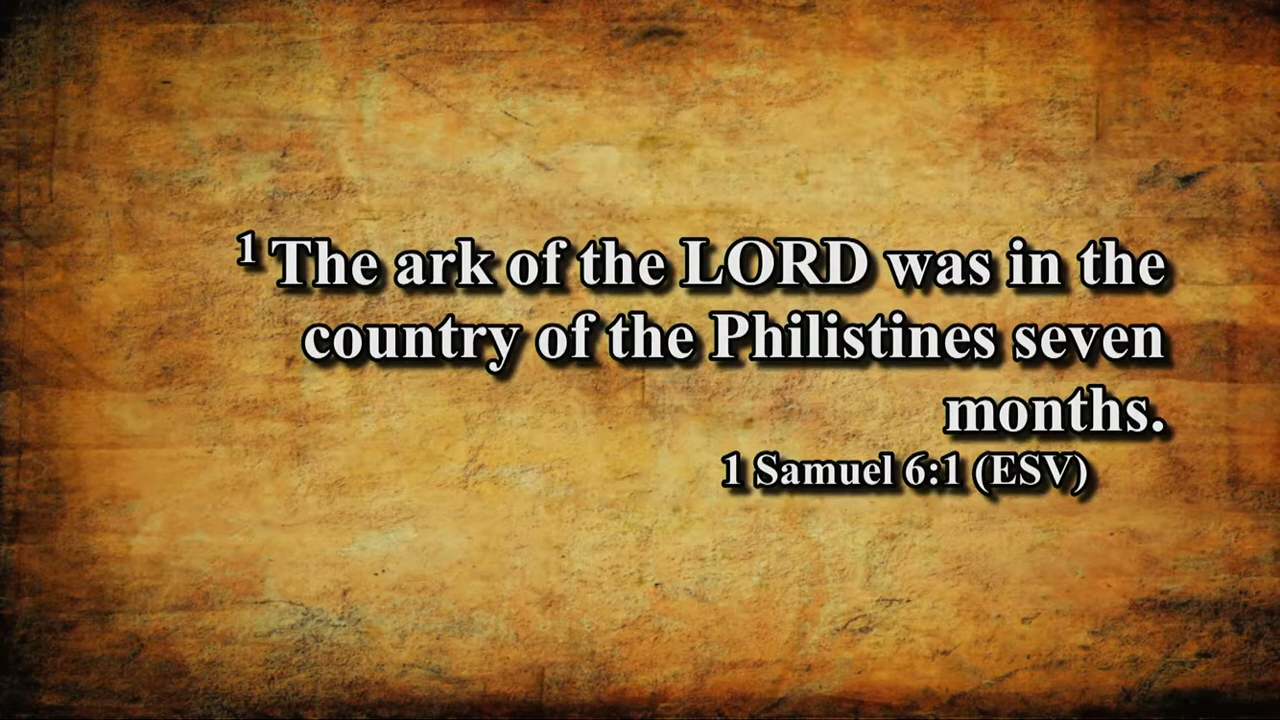 1 The ark of the LORD was in the
country of the Philistines seven
months.
1 Samuel 6:1 (ESV)